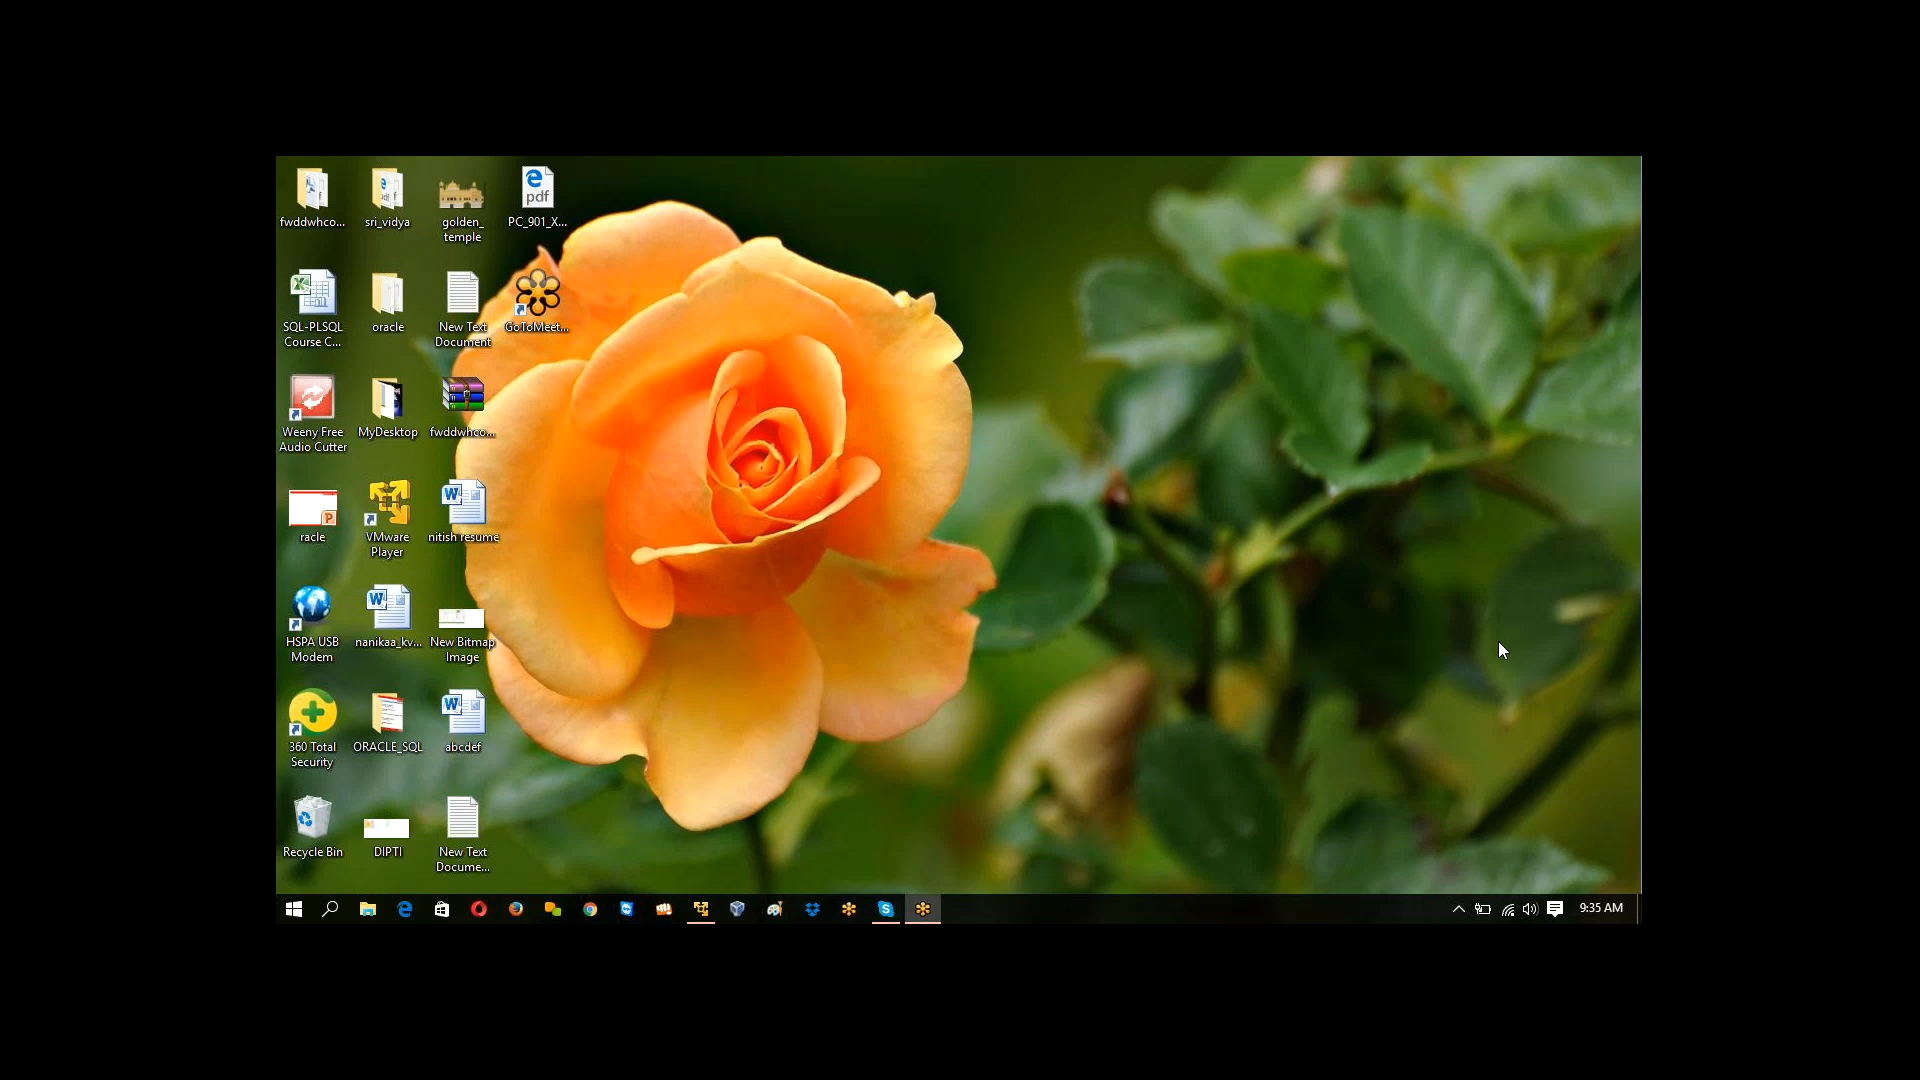 fwddwhco...
sri_vidya
golden_
temple
pdf
PC_901_X...
SQL-PLSQL
Course C...
oracle
New Text
Document
GoToMeet...
Weeny Free
Audio Cutter
MyDesktop
fwddwhco...
racle
VMware
Player
nitish resume
HSPA USB
Modem
nanikaa_kv...
New Bitmap
Image
360 Total
Security
ORACLE_SQL
abcdef
Recycle Bin
DIPTI
New Text
Docume...
9:35 AM